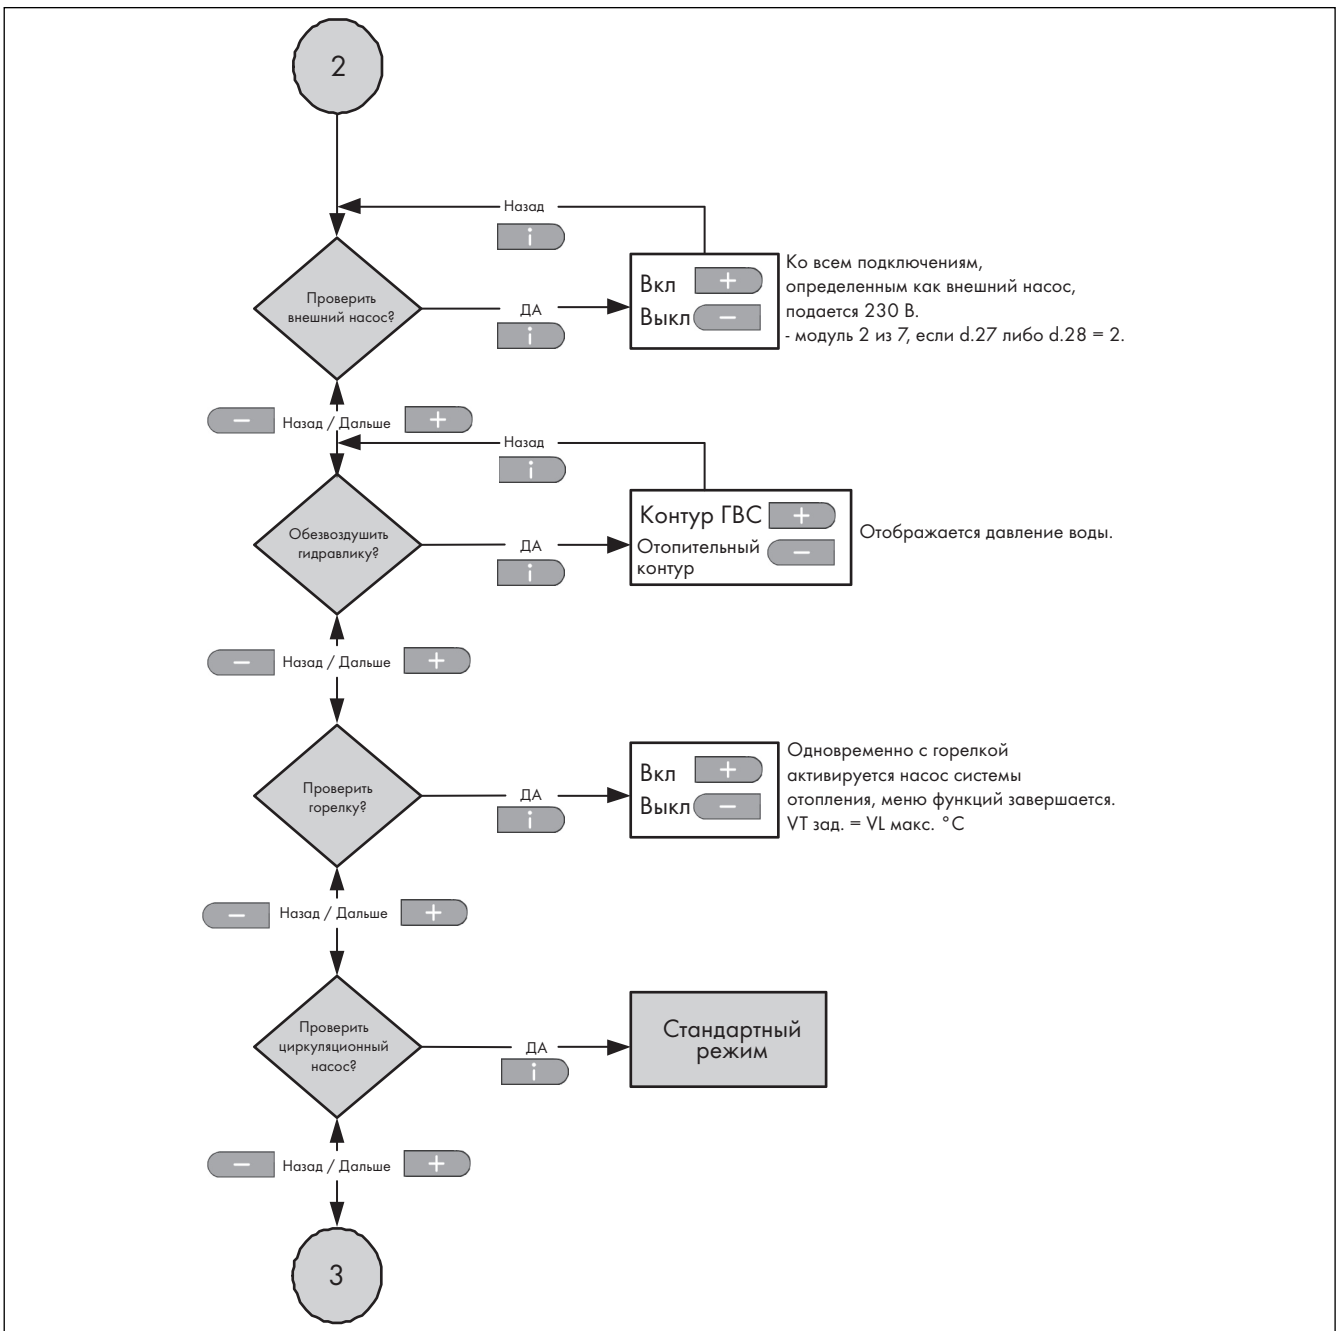 2
Назад
i
Проверить
внешний насос?
ДА
i
Вкл +
Выкл −
Ко всем подключениям,
определенным как внешний насос,
подается 230 В.
- модуль 2 из 7, если d.27 либо d.28 = 2.
− Назад / Дальше +
Назад
i
Обезвоздушить
гидравлику?
ДА
i
Контур ГВС +
Отопительный −
контур
Отображается давление воды.
− Назад / Дальше +
Проверить
горелку?
ДА
i
Вкл +
Выкл −
Одновременно с горелкой
активируется насос системы
отопления, меню функций завершается.
VT зад. = VL макс. °C
− Назад / Дальше +
Проверить
циркуляционный
насос?
ДА
i
Стандартный
режим
− Назад / Дальше +
3